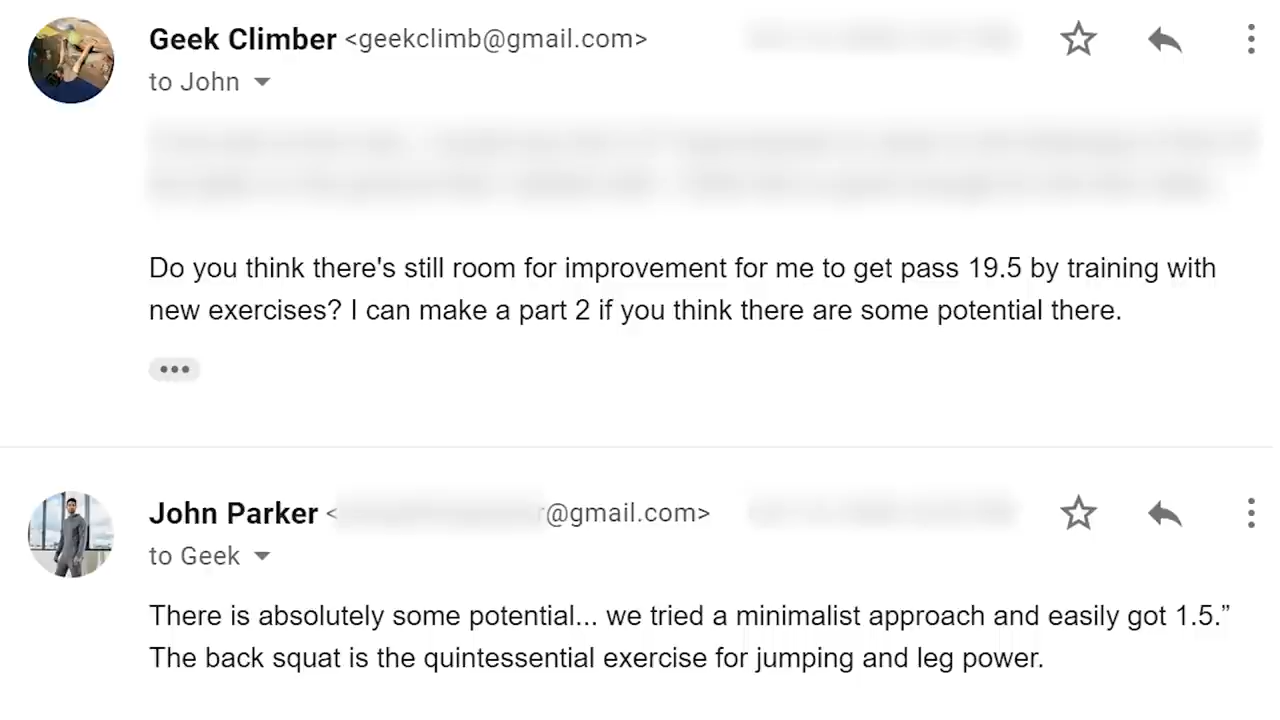 Geek Climber <geekclimb@gmail.com>
to John
Do you think there's still room for improvement for me to get pass 19.5 by training with
new exercises? I can make a part 2 if you think there are some potential there.
John Parker < @gmail.com>
to Geek
There is absolutely some potential... we tried a minimalist approach and easily got 1.5.”
The back squat is the quintessential exercise for jumping and leg power.